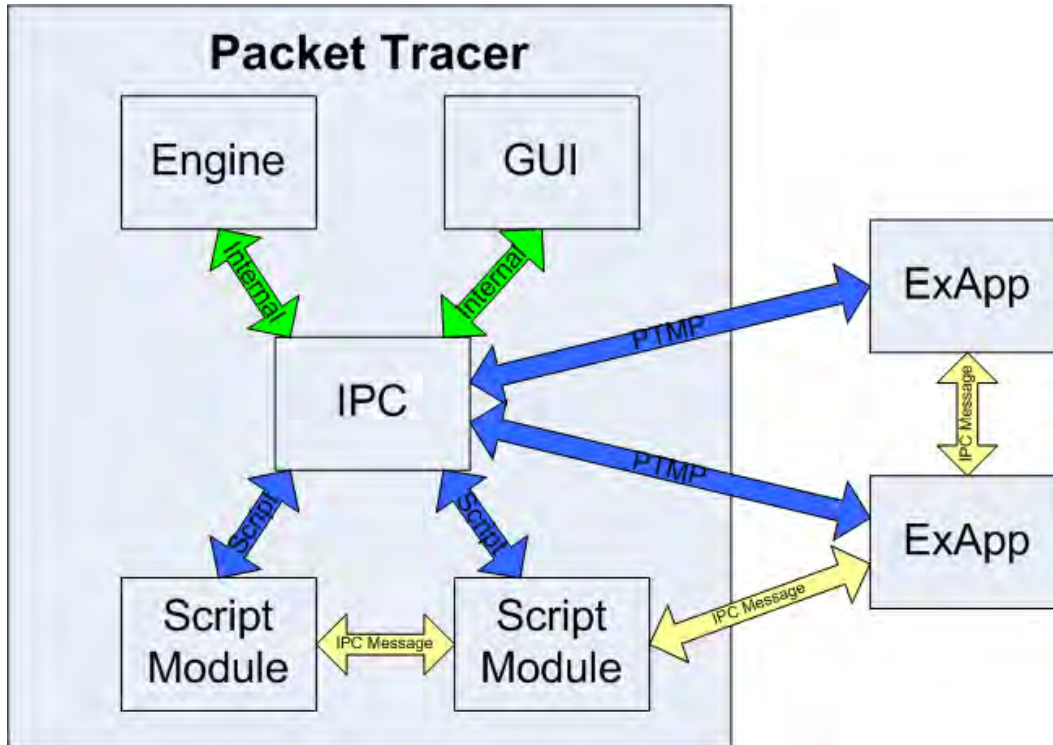 Packet Tracer
Engine
GUI
Internal
Internal
ExApp
PTMP
IPC
IPC Message
PTMP
Script
Script
ExApp
Script
Module
IPC Message
Script
Module
IPC Message